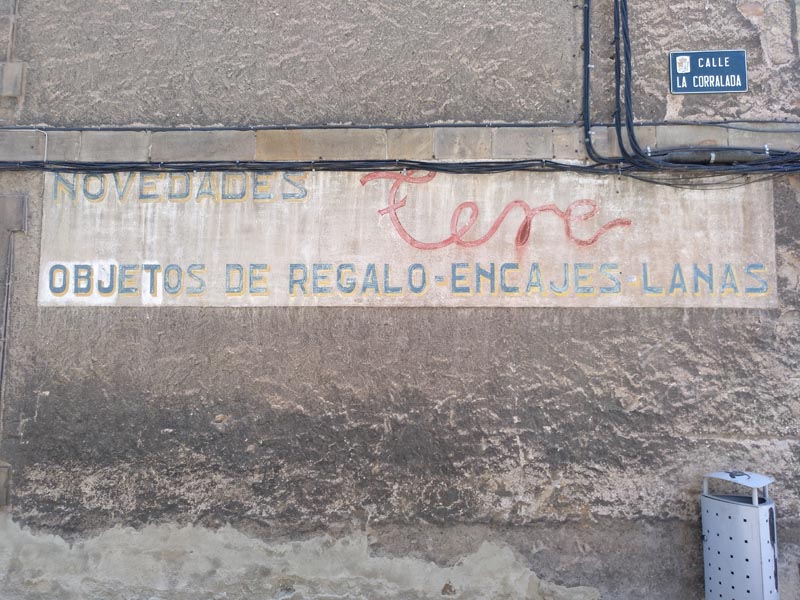 CALLE
LA CORRALADA
NOVEDADES Tere
OBJETOS DE REGALO-ENCAJES-LANAS